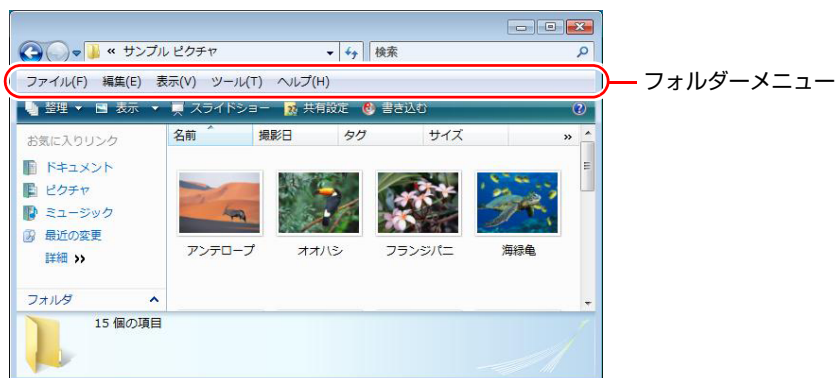 « サンプル ピクチャ 検索
ファイル(F) 編集(E) 表示(V) ツール(T) ヘルプ(H)
フォルダーメニュー
整理 表示 スライドショー 共有設定 書き込む
お気に入りリンク
名前 撮影日 タグ サイズ »
ドキュメント
ピクチャ
ミュージック
最近の変更
詳細 »
アンテロープ オオハシ フランジパニ 海緑亀
フォルダ
15 個の項目